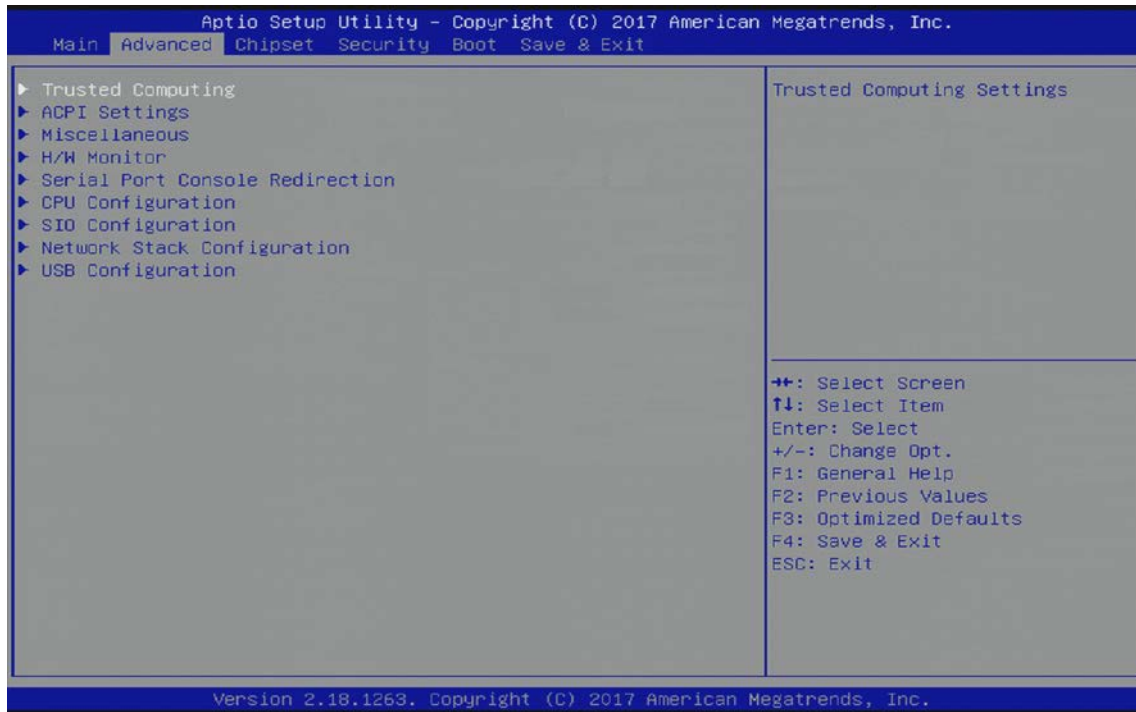 Aptio Setup Utility – Copyright (C) 2017 American Megatrends, Inc.
Main Advanced Chipset Security Boot Save & Exit
Trusted Computing
ACPI Settings
Miscellaneous
H/W Monitor
Serial Port Console Redirection
CPU Configuration
SIO Configuration
Network Stack Configuration
USB Configuration
Trusted Computing Settings
→←: Select Screen
↑↓: Select Item
Enter: Select
+/-: Change Opt.
F1: General Help
F2: Previous Values
F3: Optimized Defaults
F4: Save & Exit
ESC: Exit
Version 2.18.1263. Copyright (C) 2017 American Megatrends, Inc.